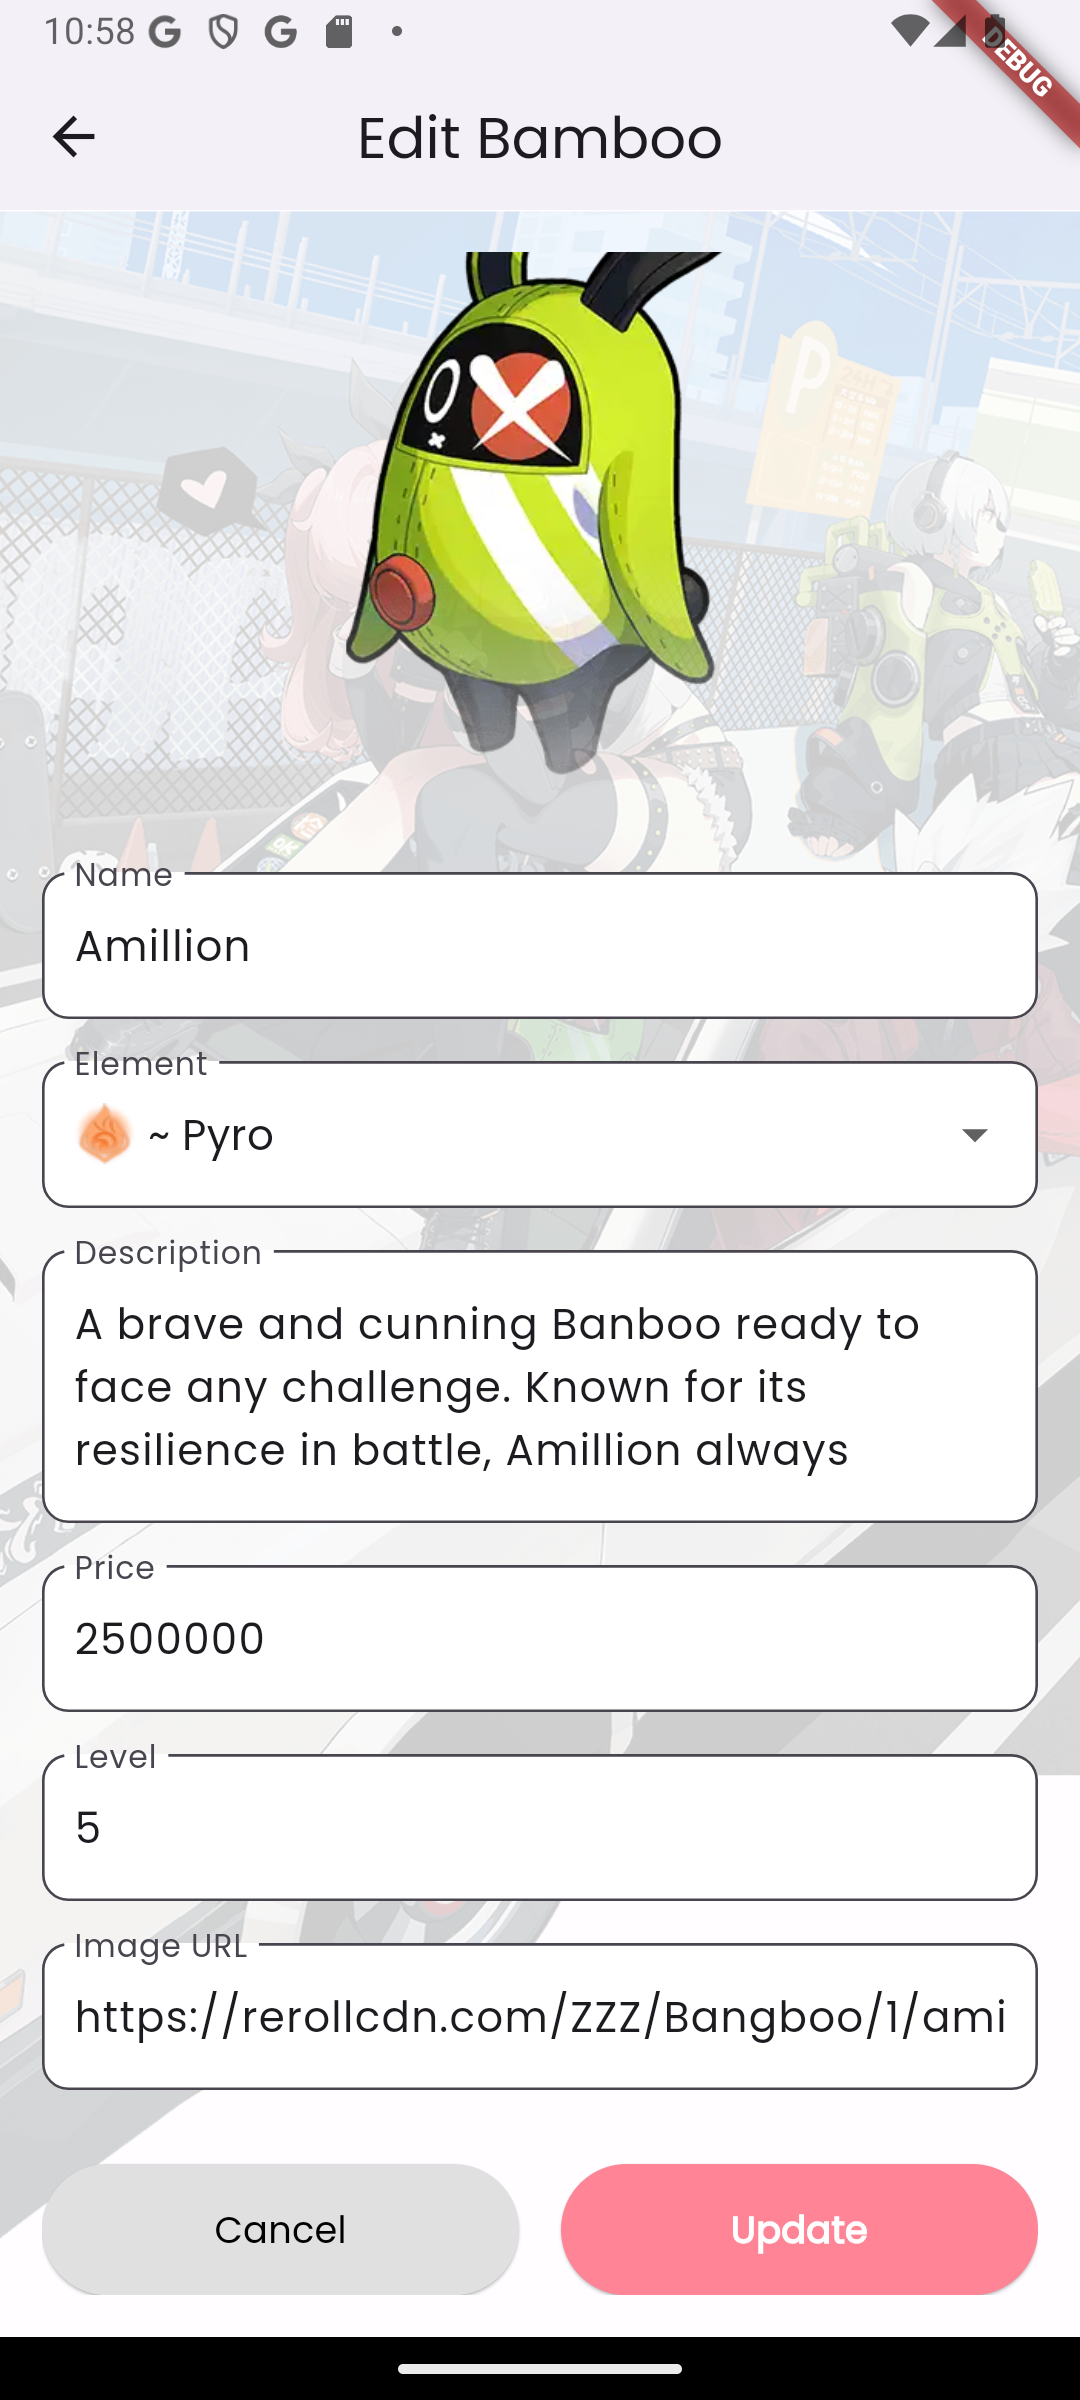 10:58
DEBUG
Edit Bamboo
P
Name
Amillion
Element
~ Pyro
Description
A brave and cunning Banboo ready to
face any challenge. Known for its
resilience in battle, Amillion always
Price
2500000
Level
5
Image URL
https://rerollcdn.com/ZZZ/Bangboo/1/ami
Cancel
Update